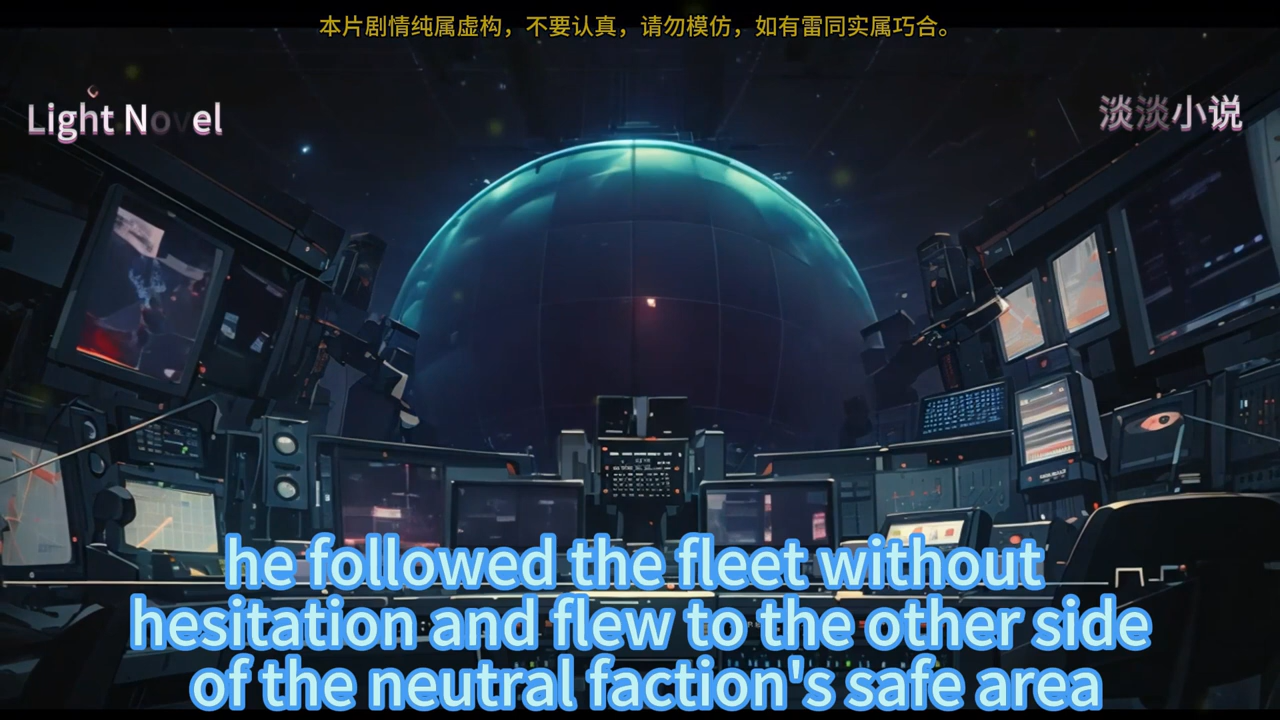 本片剧情纯属虚构，不要认真，请勿模仿，如有雷同实属巧合。
Light Novel
淡淡小说
he followed the fleet without
hesitation and flew to the other side
of the neutral faction's safe area